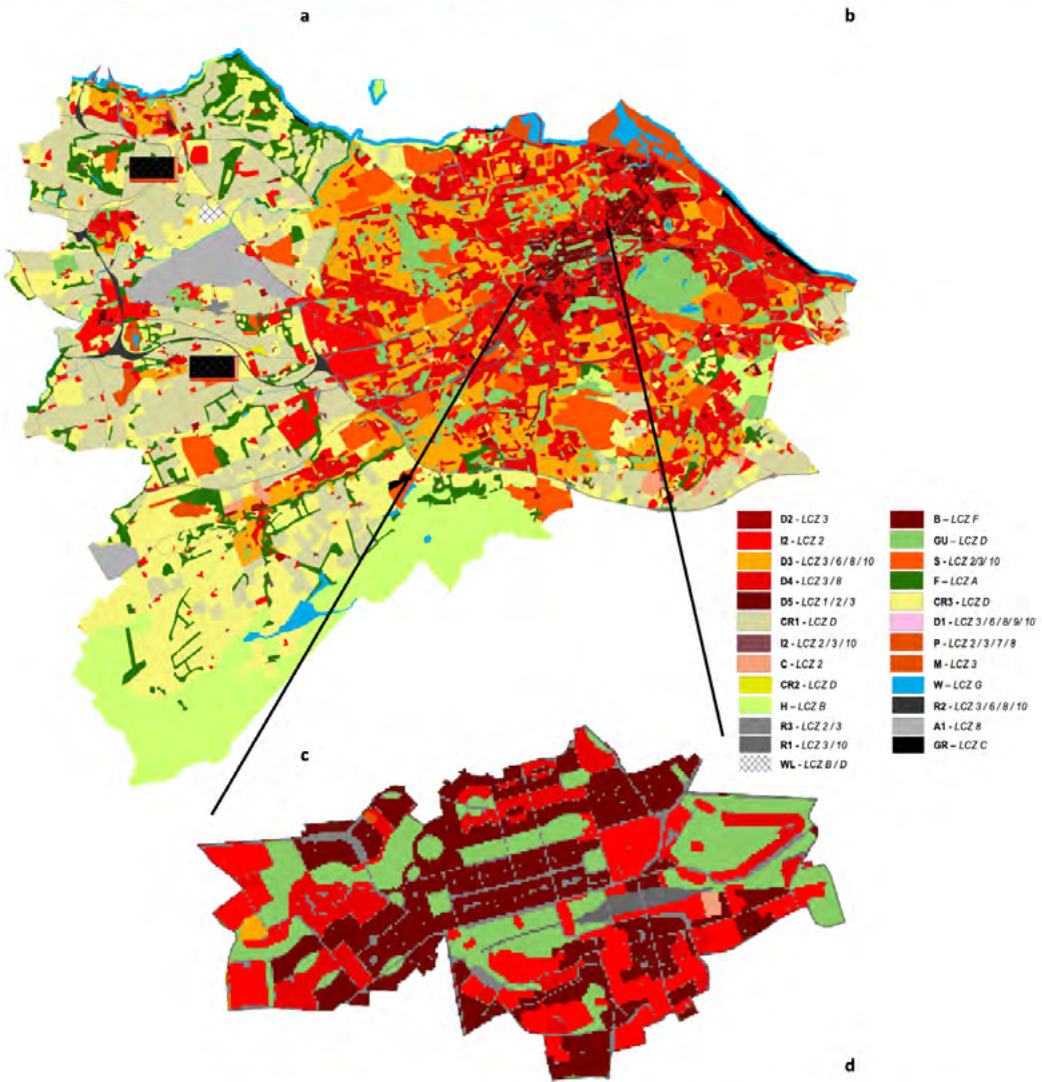 a
b
D2 - LCZ 3
I2 - LCZ 2
D3 - LCZ 3 / 6 / 8 / 10
D4 - LCZ 3 / 8
D5 - LCZ 1 / 2 / 3
CR1 - LCZ D
I2 - LCZ 2 / 3 / 10
C - LCZ 2
CR2 - LCZ D
H – LCZ B
R3 - LCZ 2 / 3
R1 - LCZ 3 / 10
WL - LCZ B / D
B – LCZ F
GU – LCZ D
S - LCZ 2/3/ 10
F – LCZ A
CR3 – LCZ D
D1 - LCZ 3 / 6 / 8/ 9/ 10
P - LCZ 2 / 3 / 7 / 8
M - LCZ 3
W – LCZ G
R2 - LCZ 3 / 6 / 8 / 10
A1 - LCZ 8
GR – LCZ C
c
d